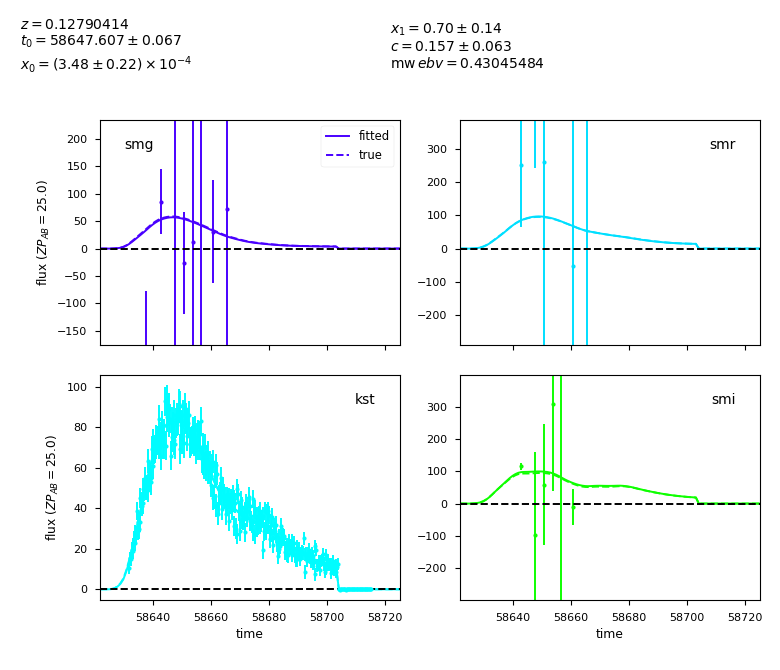 z = 0.12790414
t0 = 58647.607 ± 0.067
x0 = (3.48 ± 0.22) × 10^−4
x1 = 0.70 ± 0.14
c = 0.157 ± 0.063
mw ebv = 0.43045484
smg
fitted
true
200
150
100
50
0
−50
−100
−150
flux (ZP_AB = 25.0)
smr
300
200
100
0
−100
−200
kst
100
80
60
40
20
0
flux (ZP_AB = 25.0)
58640
58660
58680
58700
58720
time
smi
300
200
100
0
−100
−200
58640
58660
58680
58700
58720
time